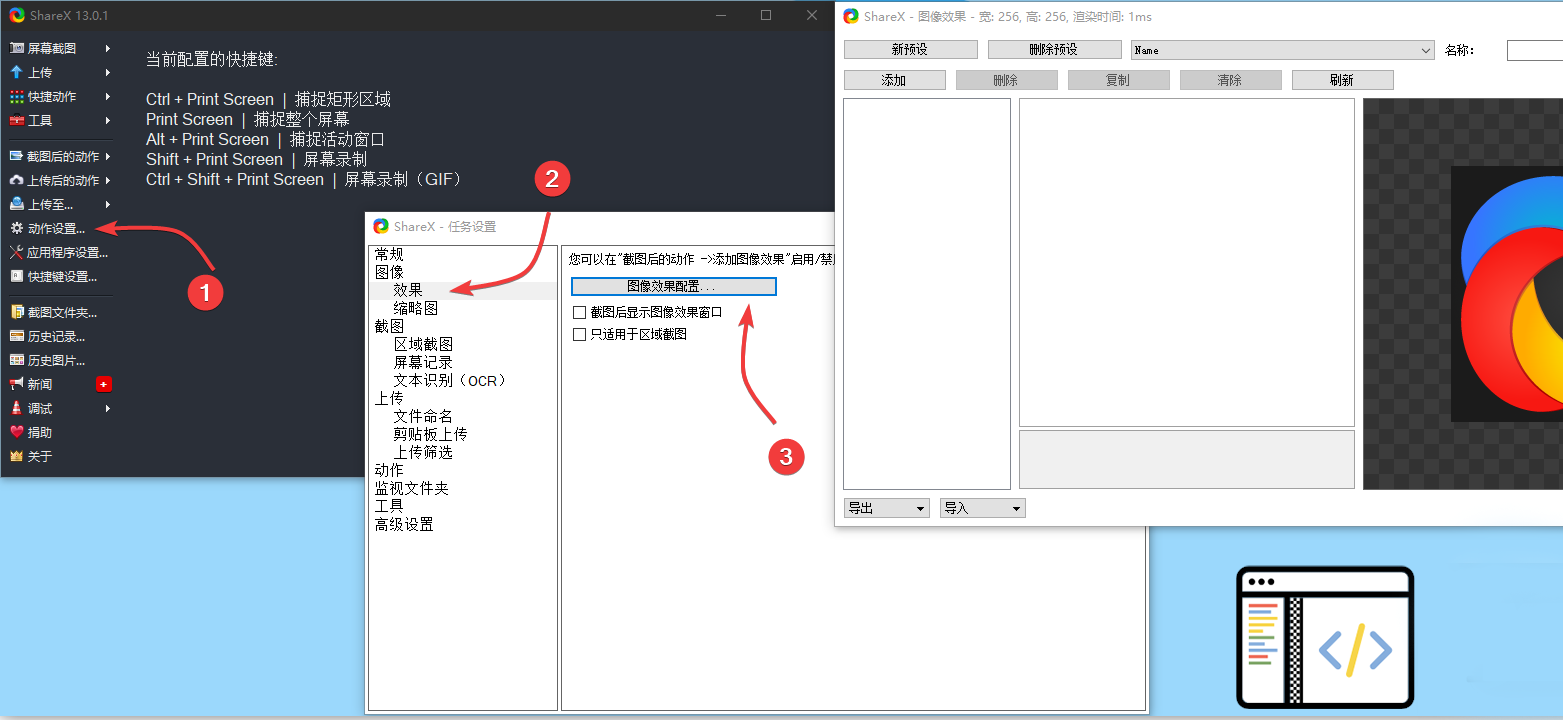 ShareX 13.0.1
屏幕截图
上传
快捷动作
工具
截图后的动作
上传后的动作
上传至...
动作设置...
应用程序设置...
快捷键设置...
截图文件夹...
历史记录...
历史图片...
新闻
+
调试
捐助
关于
当前配置的快捷键:
Ctrl + Print Screen | 捕捉矩形区域
Print Screen | 捕捉整个屏幕
Alt + Print Screen | 捕捉活动窗口
Shift + Print Screen | 屏幕录制
Ctrl + Shift + Print Screen | 屏幕录制（GIF）
1
2
3
ShareX - 任务设置
常规
图像
效果
缩略图
截图
区域截图
屏幕记录
文本识别（OCR）
上传
文件命名
剪贴板上传
上传筛选
动作
监视文件夹
工具
高级设置
您可以在"截图后的动作 ->添加图像效果"启用/禁
图像效果配置...
截图后显示图像效果窗口
只适用于区域截图
ShareX - 图像效果 - 宽: 256, 高: 256, 渲染时间: 1ms
新预设
删除预设
Name
名称:
添加
删除
复制
清除
刷新
导出
导入
</>